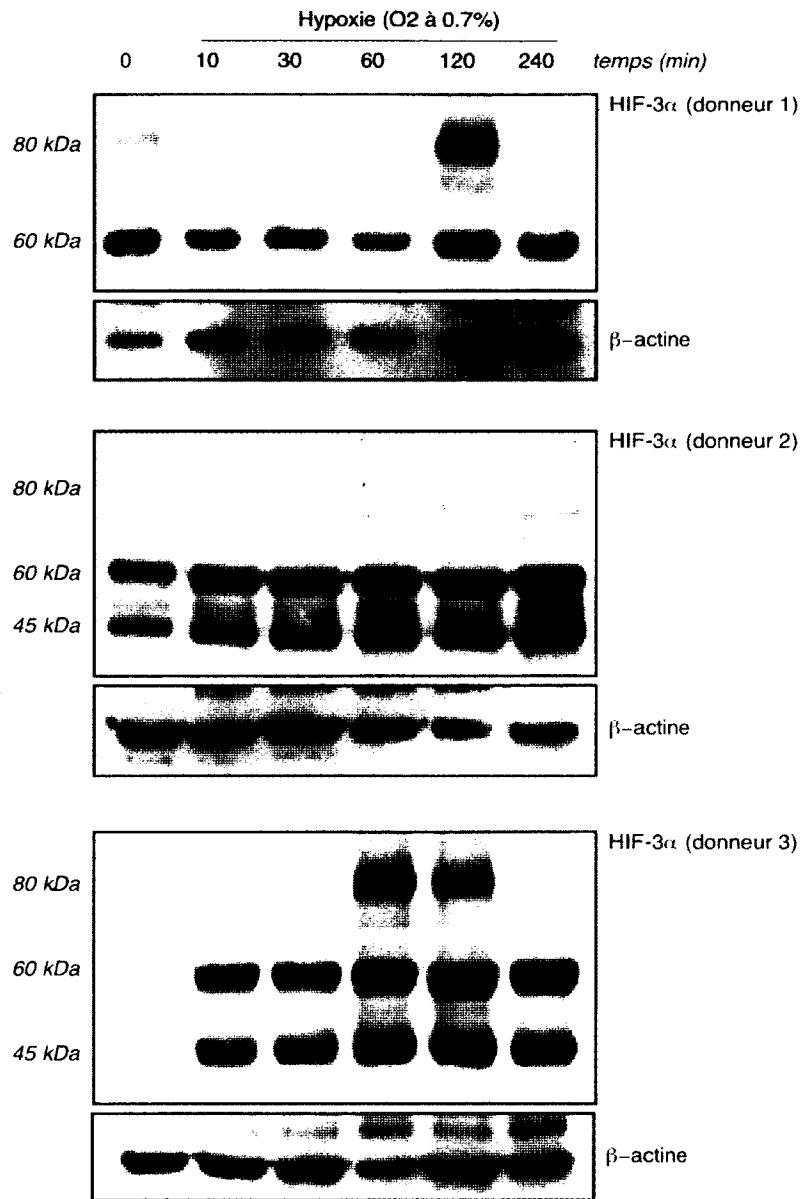 Hypoxie (O2 à 0.7%)
0 10 30 60 120 240 temps (min)
HIF-3α (donneur 1)
80 kDa
60 kDa
β–actine
HIF-3α (donneur 2)
80 kDa
60 kDa
45 kDa
β–actine
HIF-3α (donneur 3)
80 kDa
60 kDa
45 kDa
β–actine